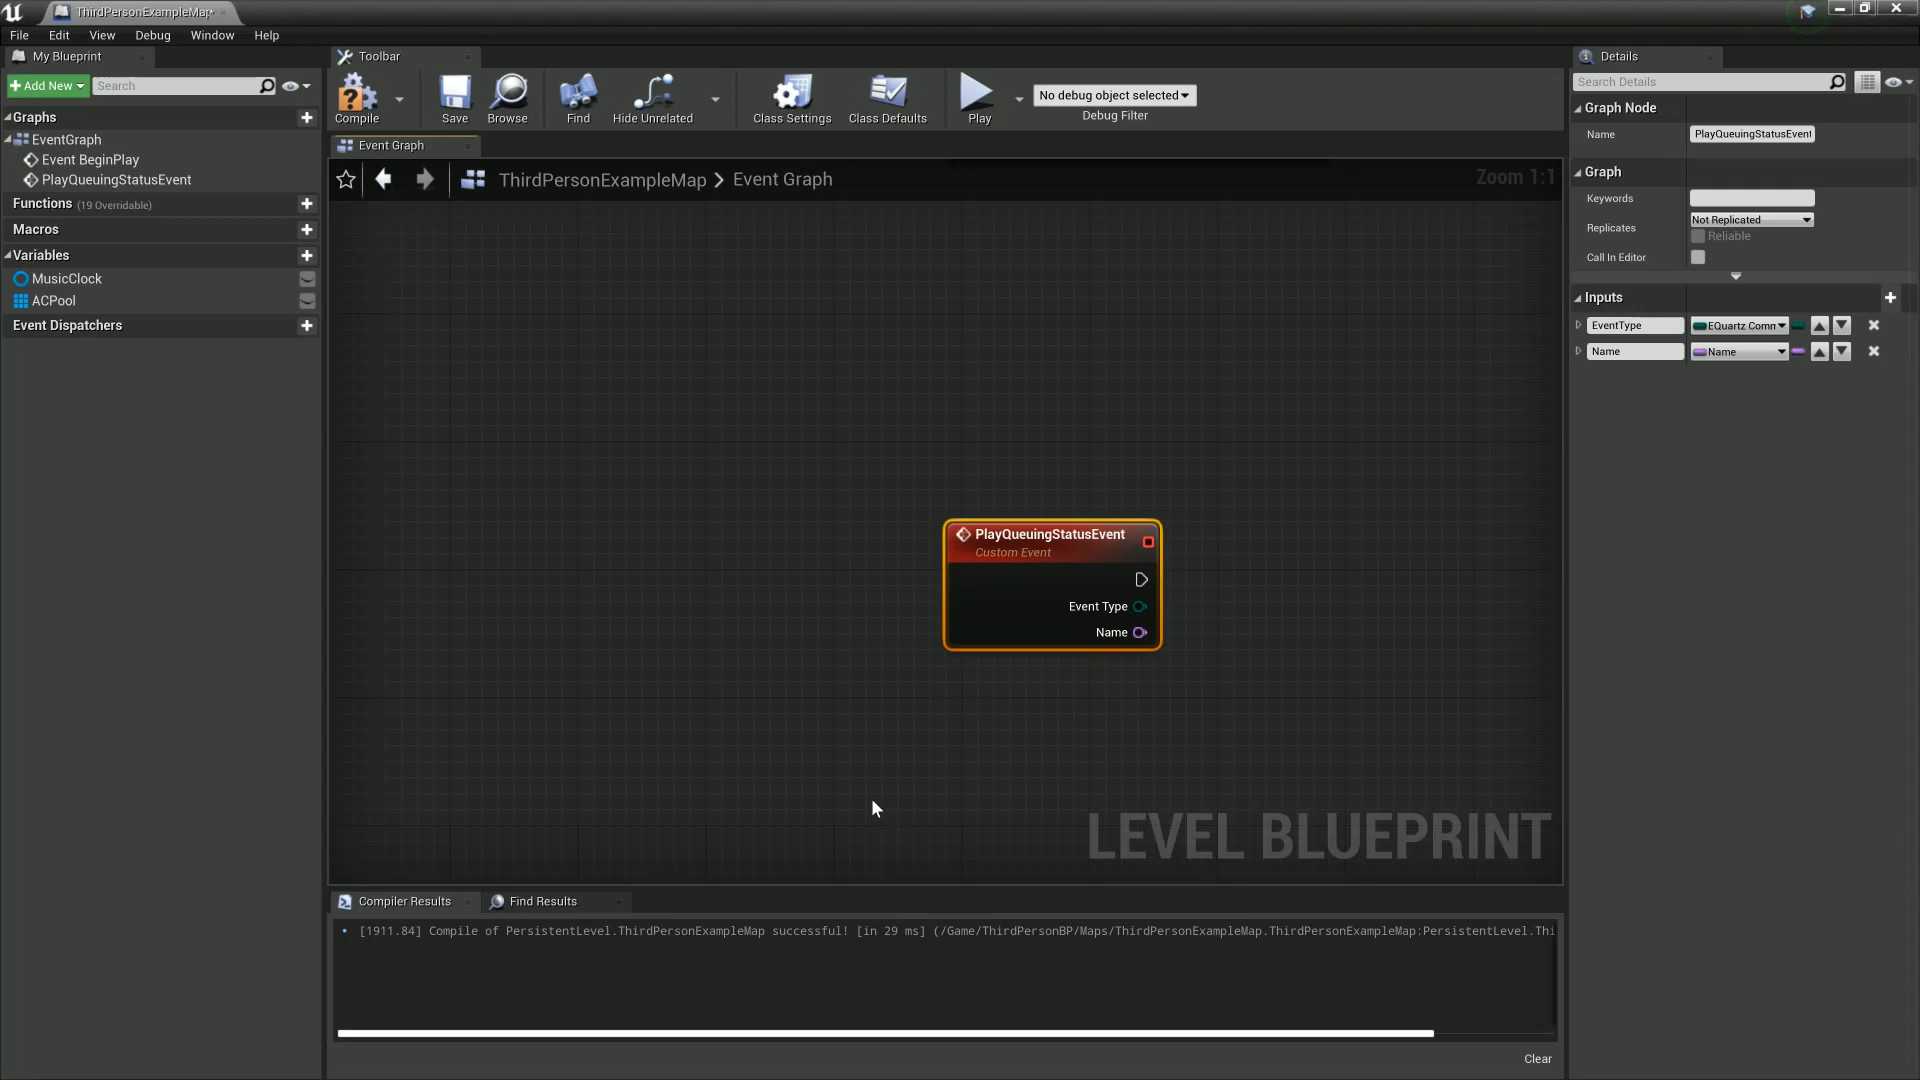 ThirdPersonExampleMap*
File Edit View Debug Window Help
My Blueprint
Add New
Search
Graphs
EventGraph
Event BeginPlay
PlayQueuingStatusEvent
Functions (19 Overridable)
Macros
Variables
MusicClock
ACPool
Event Dispatchers
Toolbar
Compile
Save
Browse
Find
Hide Unrelated
Class Settings
Class Defaults
Play
No debug object selected
Debug Filter
Event Graph
ThirdPersonExampleMap > Event Graph
Zoom 1:1
PlayQueuingStatusEvent
Custom Event
Event Type
Name
LEVEL BLUEPRINT
Compiler Results
Find Results
• [1911.84] Compile of PersistentLevel.ThirdPersonExampleMap successful! [in 29 ms] (/Game/ThirdPersonBP/Maps/ThirdPersonExampleMap.ThirdPersonExampleMap:PersistentLevel.Thi
Clear
Details
Search Details
Graph Node
Name PlayQueuingStatusEvent
Graph
Keywords
Replicates Not Replicated
Reliable
Call In Editor
Inputs
EventType EQuartz Comm
Name Name